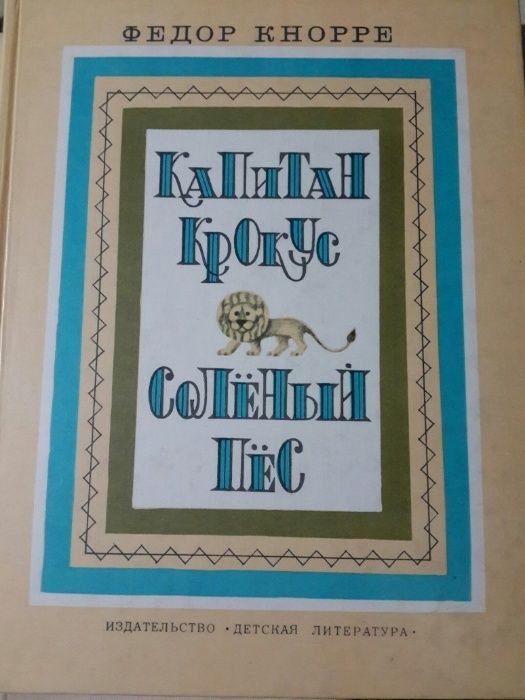 ФЕДОР КНОРРЕ
КАПИТАН
КРОКУС
СОЛЁНЫЙ
ПЁС
ИЗДАТЕЛЬСТВО · ДЕТСКАЯ ЛИТЕРАТУРА ·